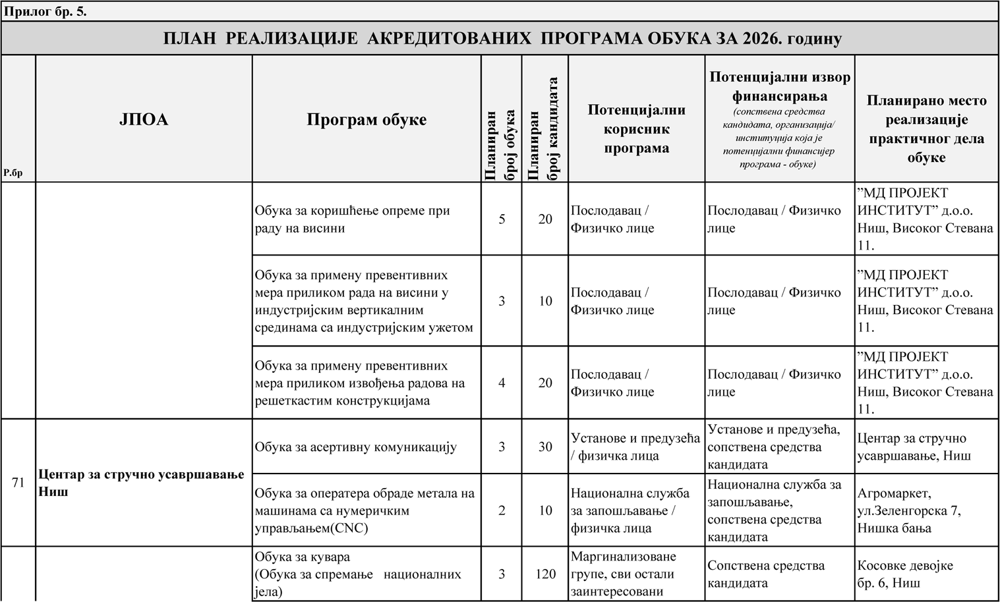 Прилог бр. 5.
ПЛАН РЕАЛИЗАЦИЈЕ АКРЕДИТОВАНИХ ПРОГРАМА ОБУКА ЗА 2026. годину
Р.бр
ЈПОА
Програм обуке
Планиран
број обука
Планиран
број кандидата
Потенцијални
корисник
програма
Потенцијални извор
финансирања
(сопствена средства
кандидата, организација/
институција која је
потенцијални финансијер
програма - обуке)
Планирано место
реализације
практичног дела
обуке
Обука за коришћење опреме при
раду на висини
5
20
Послодавац /
Физичко лице
Послодавац / Физичко
лице
”МД ПРОЈЕКТ
ИНСТИТУТ” д.о.о.
Ниш, Високог Стевана
11.
Обука за примену превентивних
мера приликом рада на висини у
индустријским вертикалним
срединама са индустријским ужетом
3
10
Послодавац /
Физичко лице
Послодавац / Физичко
лице
”МД ПРОЈЕКТ
ИНСТИТУТ” д.о.о.
Ниш, Високог Стевана
11.
Обука за примену превентивних
мера приликом извођења радова на
решеткастим конструкцијама
4
20
Послодавац /
Физичко лице
Послодавац / Физичко
лице
”МД ПРОЈЕКТ
ИНСТИТУТ” д.о.о.
Ниш, Високог Стевана
11.
71
Центар за стручно усавршавање
Ниш
Обука за асертивну комуникацију
3
30
Установе и предузећа
/ физичка лица
Установе и предузећа,
сопствена средства
кандидата
Центар за стручно
усавршавање, Ниш
Обука за оператера обраде метала на
машинама са нумеричким
управљањем(CNC)
2
10
Национална служба
за запошљавање /
физичка лица
Национална служба за
запошљавање,
сопствена средства
кандидата
Агромаркет,
ул.Зеленгорска 7,
Нишка бања
Обука за кувара
(Обука за спремање националних
јела)
3
120
Маргинализоване
групе, сви остали
заинтересовани
Сопствена средства
кандидата
Косовке девојке
бр. 6, Ниш